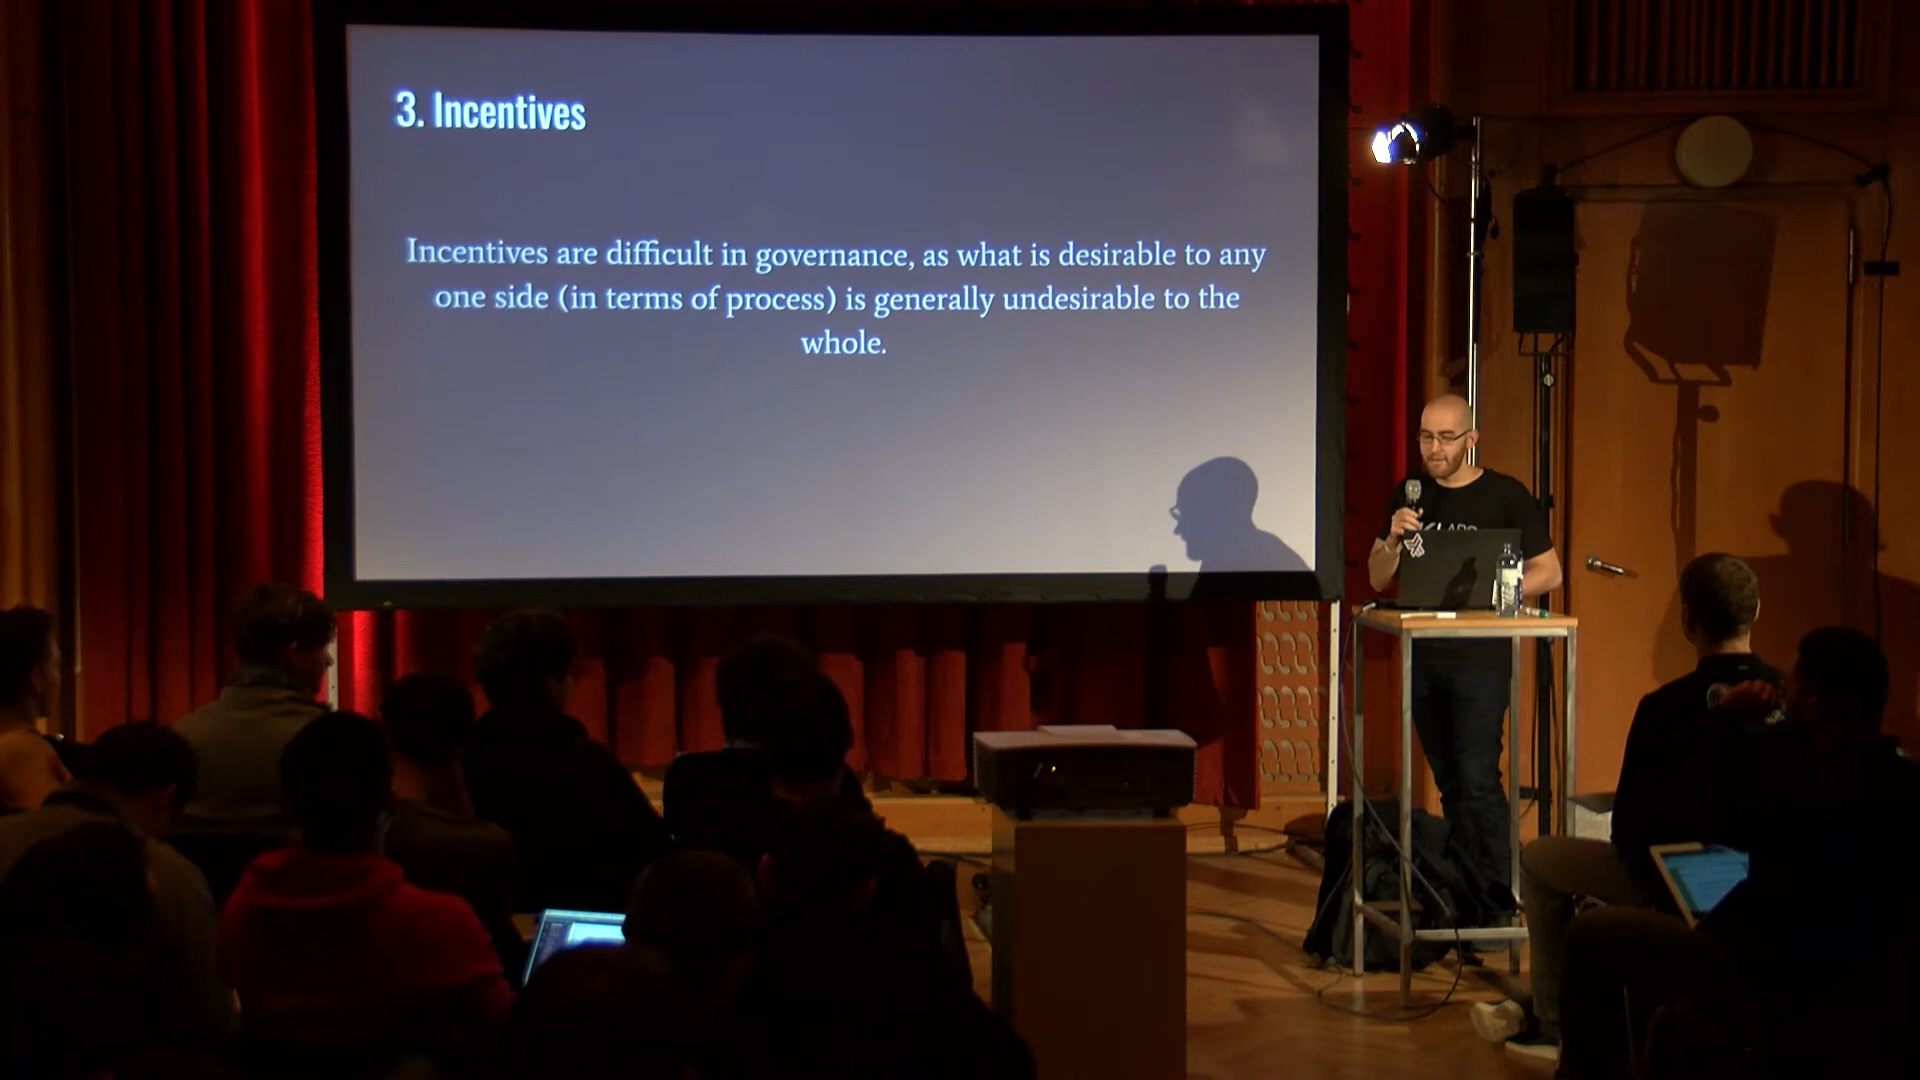 3. Incentives
Incentives are difficult in governance, as what is desirable to any
one side (in terms of process) is generally undesirable to the
whole.